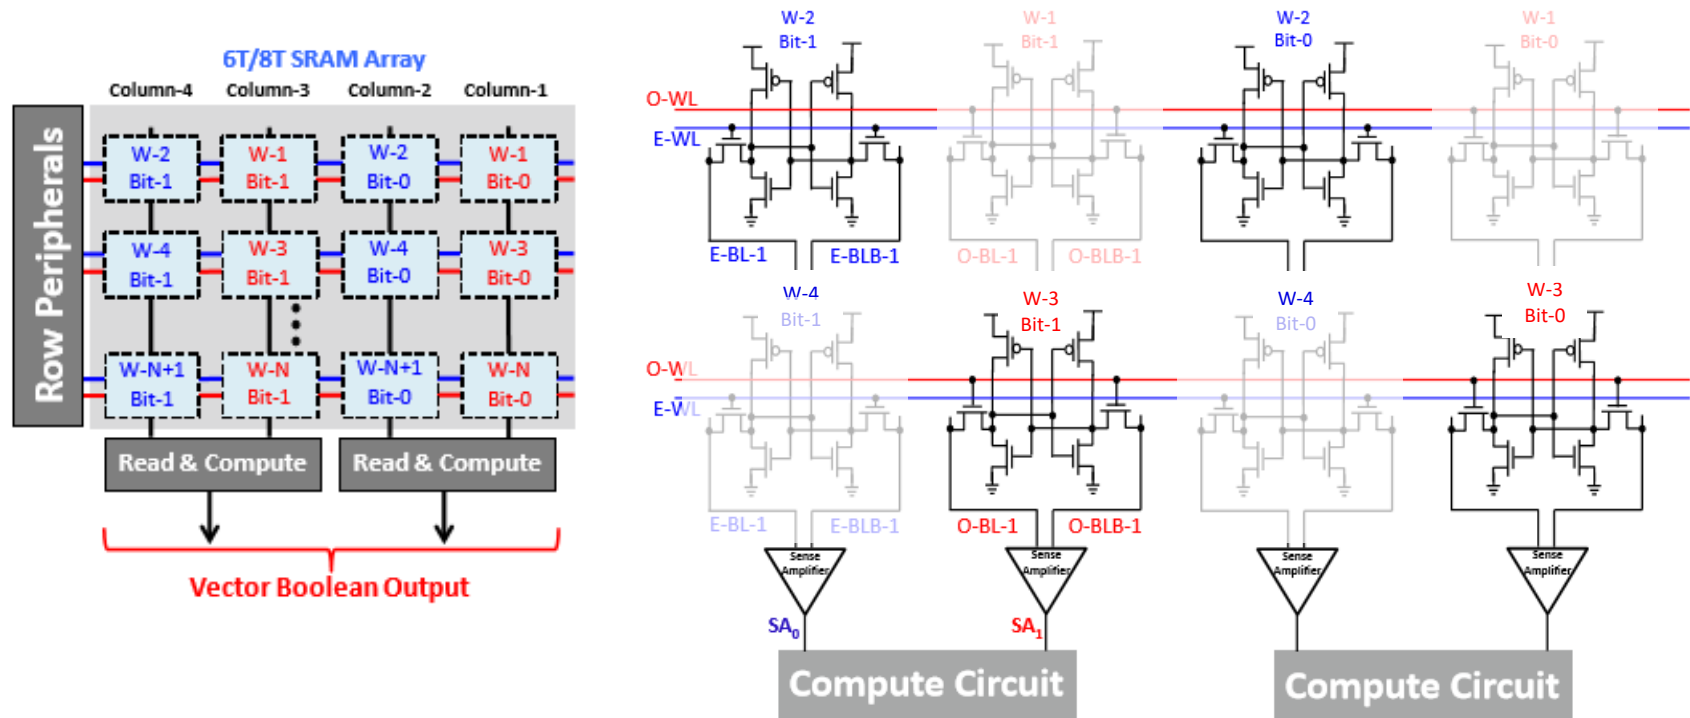 6T/8T SRAM Array
Column-4 Column-3 Column-2 Column-1
Row Peripherals
W-2 W-1 W-2 W-1
Bit-1 Bit-1 Bit-0 Bit-0
W-4 W-3 W-4 W-3
Bit-1 Bit-1 Bit-0 Bit-0
W-N+1 W-N W-N+1 W-N
Bit-1 Bit-1 Bit-0 Bit-0
Read & Compute Read & Compute
Vector Boolean Output
W-2 W-1 W-2 W-1
Bit-1 Bit-1 Bit-0 Bit-0
O-WL
E-WL
E-BL-1 E-BLB-1 O-BL-1 O-BLB-1
W-4 W-3 W-4 W-3
Bit-1 Bit-1 Bit-0 Bit-0
O-WL
E-WL
E-BL-1 E-BLB-1 O-BL-1 O-BLB-1
Sense Sense Sense Sense
Amplifier Amplifier Amplifier Amplifier
SA0 SA1
Compute Circuit Compute Circuit